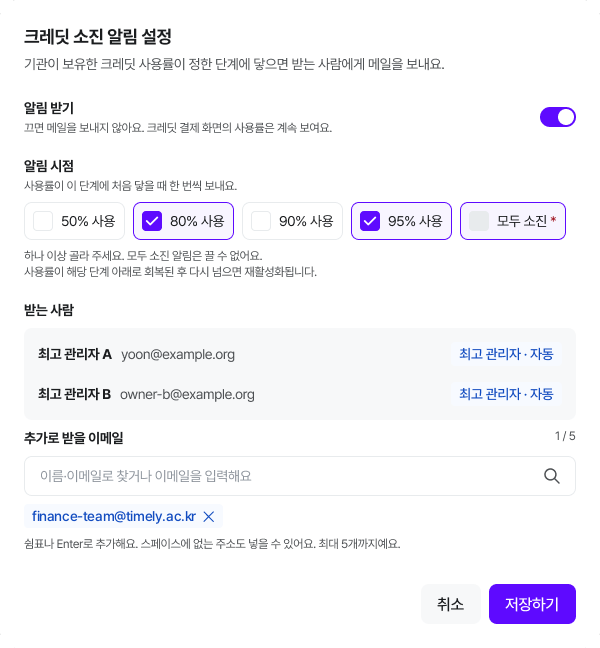 크레딧 소진 알림 설정
기관이 보유한 크레딧 사용률이 정한 단계에 닿으면 받는 사람에게 메일을 보내요.
알림 받기
끄면 메일을 보내지 않아요. 크레딧 결제 화면의 사용률은 계속 보여요.
알림 시점
사용률이 이 단계에 처음 닿을 때 한 번씩 보내요.
50% 사용 80% 사용 90% 사용 95% 사용 모두 소진 *
하나 이상 골라 주세요. 모두 소진 알림은 끌 수 없어요.
사용률이 해당 단계 아래로 회복된 후 다시 넘으면 재활성화됩니다.
받는 사람
최고 관리자 A yoon@example.org 최고 관리자 · 자동
최고 관리자 B owner-b@example.org 최고 관리자 · 자동
추가로 받을 이메일 1 / 5
이름·이메일로 찾거나 이메일을 입력해요
finance-team@timely.ac.kr
쉼표나 Enter로 추가해요. 스페이스에 없는 주소도 넣을 수 있어요. 최대 5개까지예요.
취소 저장하기